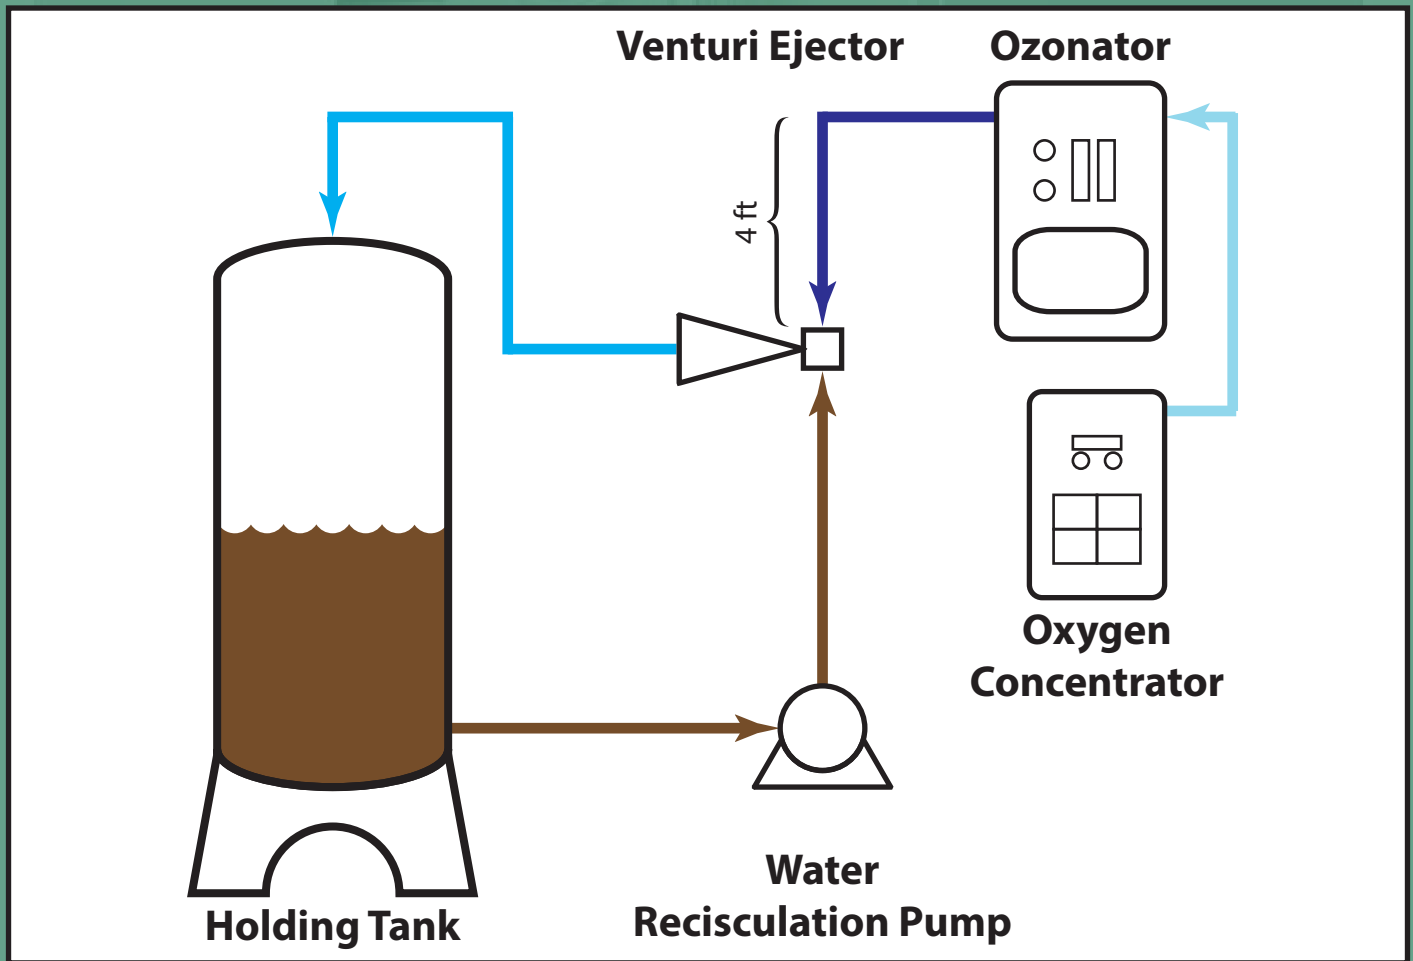 Venturi Ejector
Ozonator
4 ft
Oxygen
Concentrator
Water
Recisculation Pump
Holding Tank